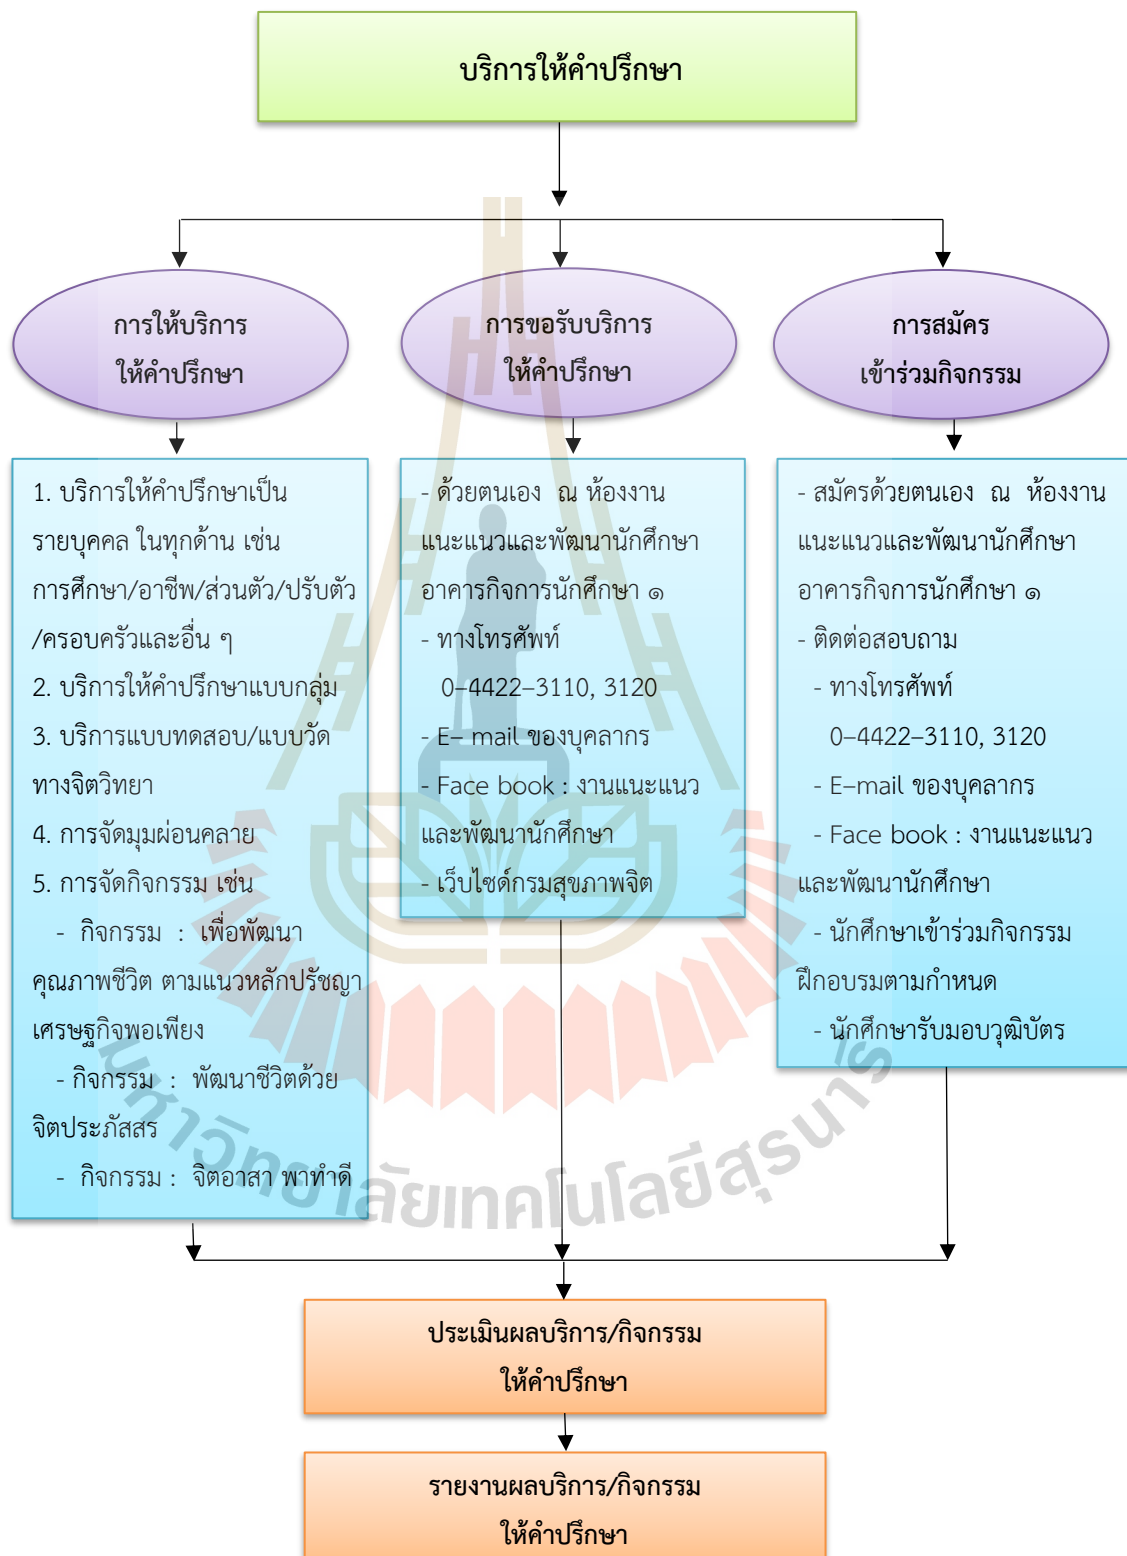 บริการให้คำปรึกษา
การให้บริการ
ให้คำปรึกษา
การขอรับบริการ
ให้คำปรึกษา
การสมัคร
เข้าร่วมกิจกรรม
1. บริการให้คำปรึกษาเป็น
รายบุคคล ในทุกด้าน เช่น
การศึกษา/อาชีพ/ส่วนตัว/ปรับตัว
/ครอบครัวและอื่น ๆ
2. บริการให้คำปรึกษาแบบกลุ่ม
3. บริการแบบทดสอบ/แบบวัด
ทางจิตวิทยา
4. การจัดมุมผ่อนคลาย
5. การจัดกิจกรรม เช่น
- กิจกรรม : เพื่อพัฒนา
คุณภาพชีวิต ตามแนวหลักปรัชญา
เศรษฐกิจพอเพียง
- กิจกรรม : พัฒนาชีวิตด้วย
จิตประภัสสร
- กิจกรรม : จิตอาสา พาทำดี
- ด้วยตนเอง ณ ห้องงาน
แนะแนวและพัฒนานักศึกษา
อาคารกิจการนักศึกษา ๑
- ทางโทรศัพท์
0–4422–3110, 3120
- E– mail ของบุคลากร
- Face book : งานแนะแนว
และพัฒนานักศึกษา
- เว็บไซด์กรมสุขภาพจิต
- สมัครด้วยตนเอง ณ ห้องงาน
แนะแนวและพัฒนานักศึกษา
อาคารกิจการนักศึกษา ๑
- ติดต่อสอบถาม
- ทางโทรศัพท์
0–4422–3110, 3120
- E–mail ของบุคลากร
- Face book : งานแนะแนว
และพัฒนานักศึกษา
- นักศึกษาเข้าร่วมกิจกรรม
ฝึกอบรมตามกำหนด
- นักศึกษารับมอบวุฒิบัตร
มหาวิทยาลัยเทคโนโลยีสุรนารี
ประเมินผลบริการ/กิจกรรม
ให้คำปรึกษา
รายงานผลบริการ/กิจกรรม
ให้คำปรึกษา